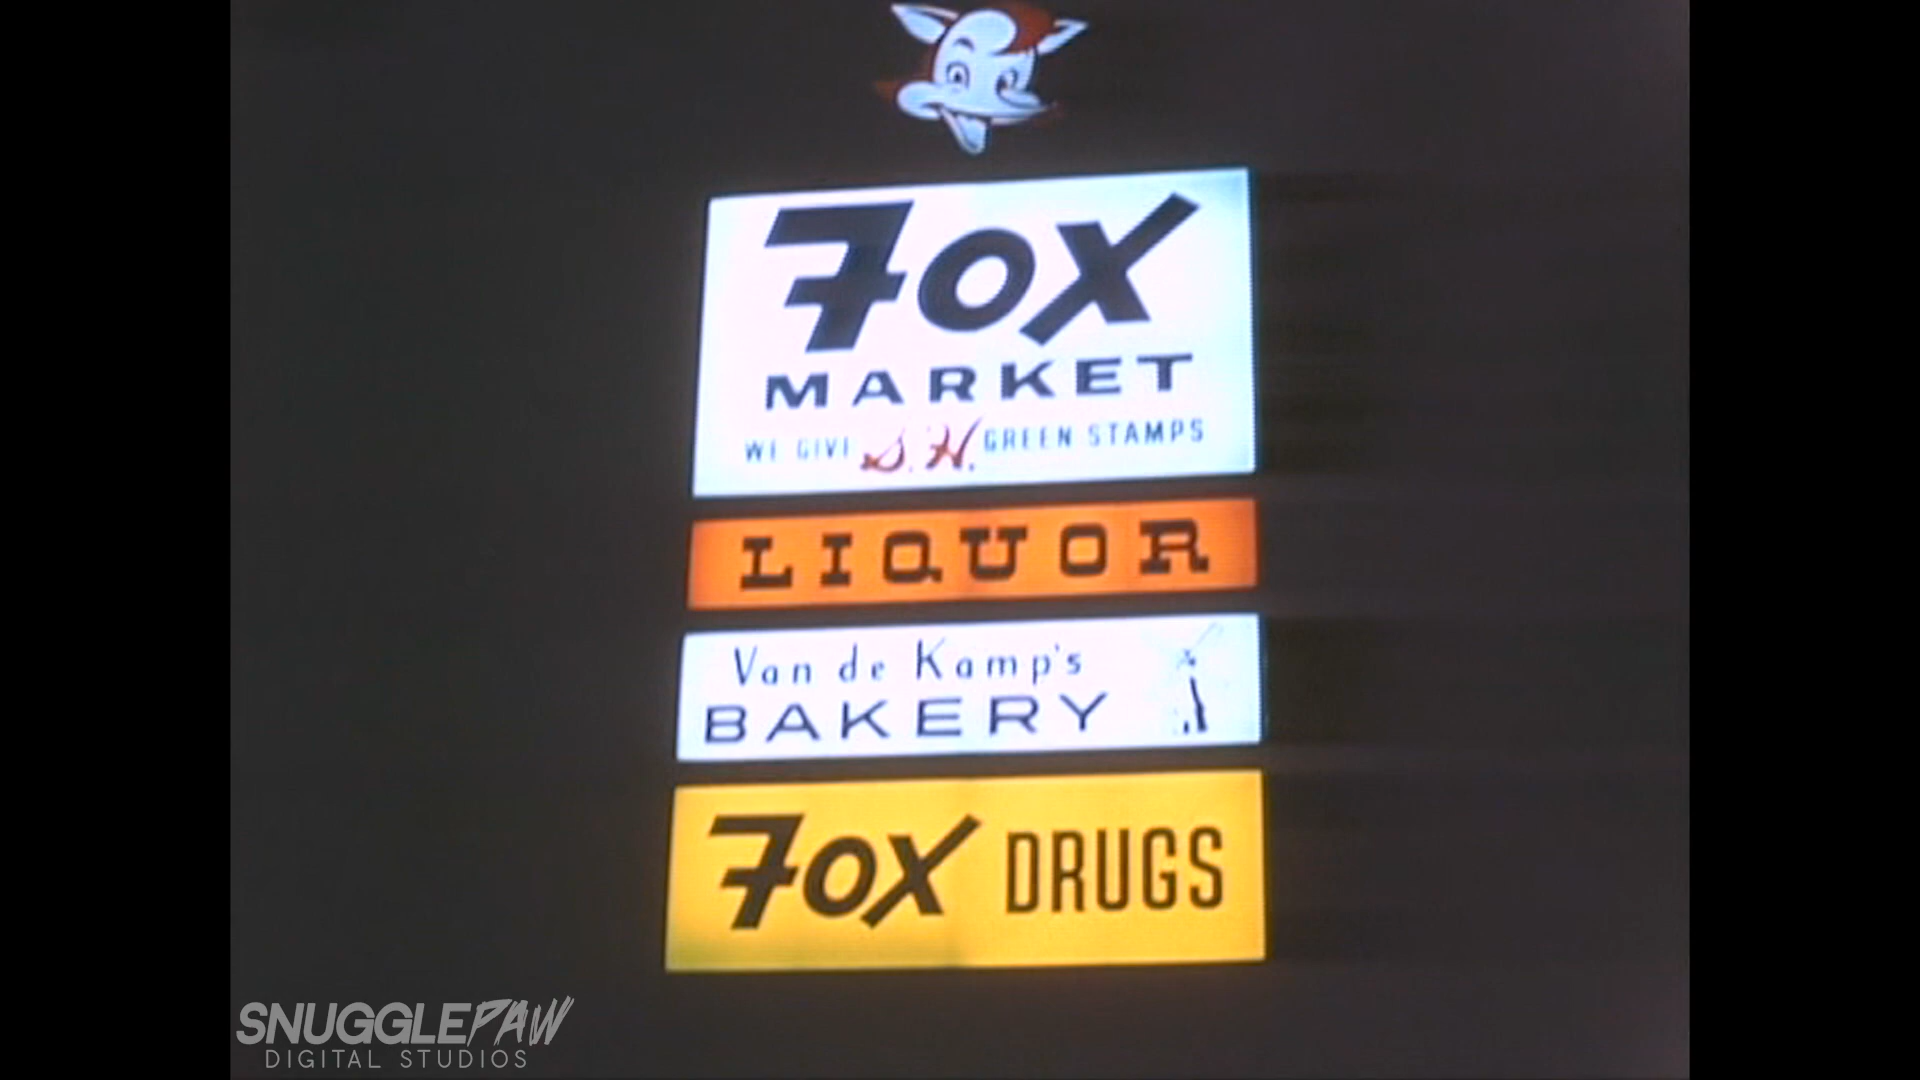 FOX
MARKET
WE GIVE S.&H. GREEN STAMPS
LIQUOR
Van de Kamp's
BAKERY
FOX DRUGS
SNUGGLEPAW
DIGITAL STUDIOS